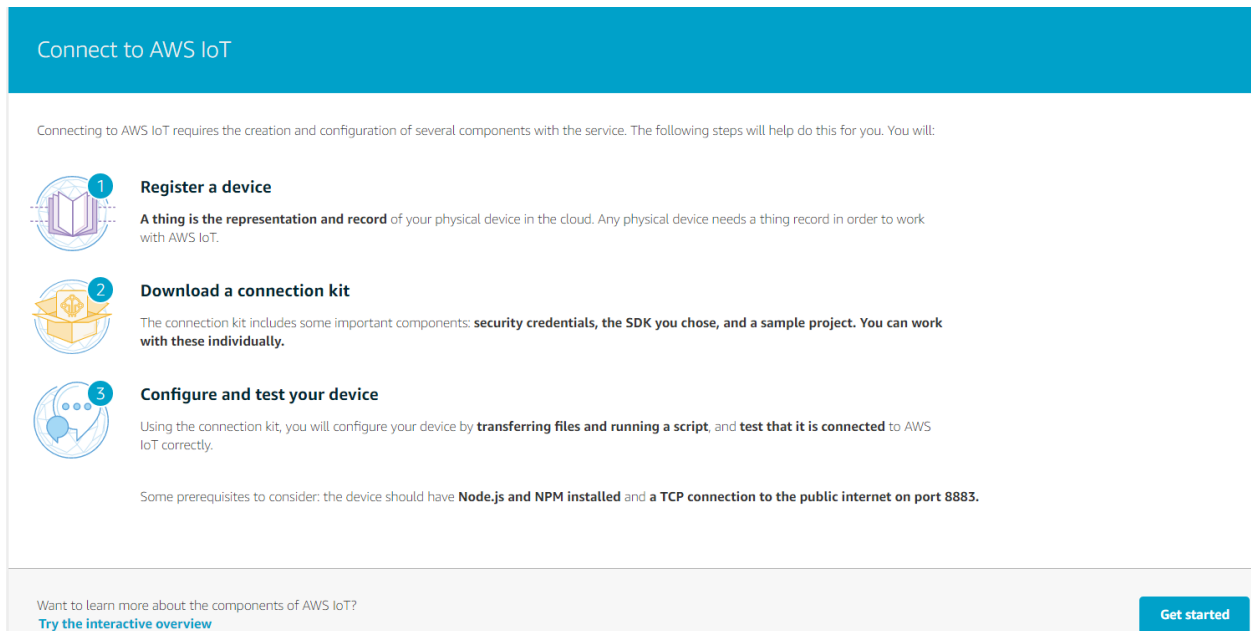 Connect to AWS IoT
Connecting to AWS IoT requires the creation and configuration of several components with the service. The following steps will help do this for you. You will:
1
Register a device
A thing is the representation and record of your physical device in the cloud. Any physical device needs a thing record in order to work
with AWS IoT.
2
Download a connection kit
The connection kit includes some important components: security credentials, the SDK you chose, and a sample project. You can work
with these individually.
3
Configure and test your device
Using the connection kit, you will configure your device by transferring files and running a script, and test that it is connected to AWS
IoT correctly.
Some prerequisites to consider: the device should have Node.js and NPM installed and a TCP connection to the public internet on port 8883.
Want to learn more about the components of AWS IoT?
Try the interactive overview
Get started